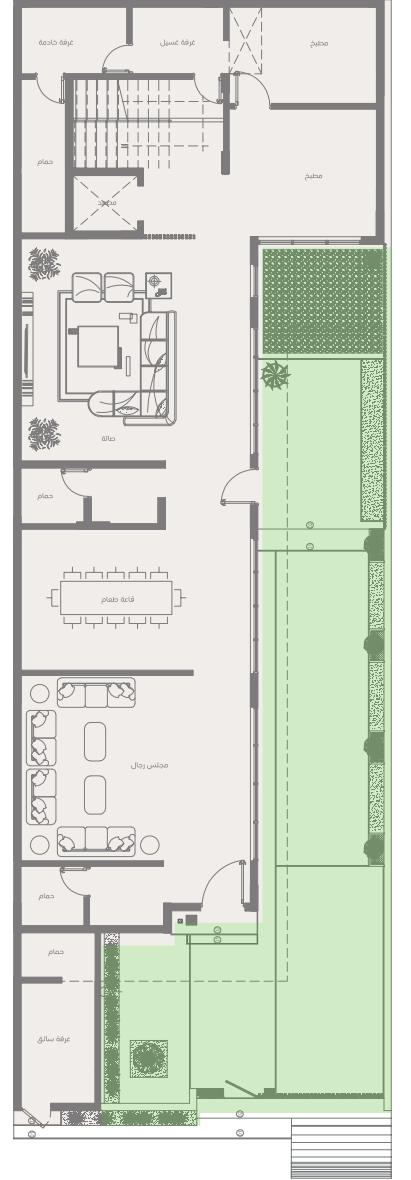 مطبخ
غرفة غسيل
غرفة خادمة
حمام
مطبخ
مصعد
صالة
حمام
قاعة طعام
مجلس رجال
حمام
حمام
غرفة سائق